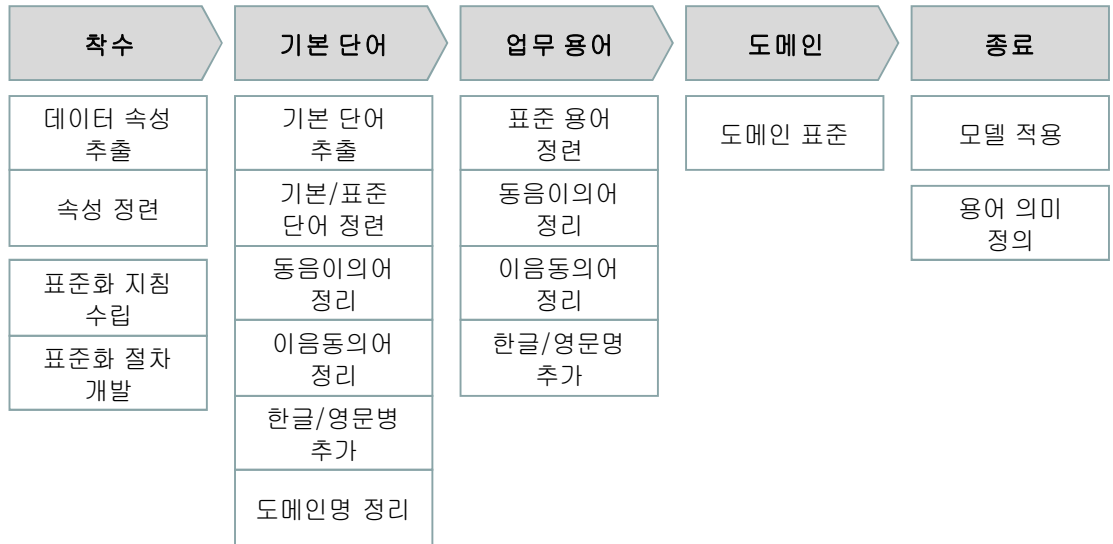 착수
기본 단어
업무 용어
도메인
종료
데이터 속성
추출
속성 정련
표준화 지침
수립
표준화 절차
개발
기본 단어
추출
기본/표준
단어 정련
동음이의어
정리
이음동의어
정리
한글/영문병
추가
도메인명 정리
표준 용어
정련
동음이의어
정리
이음동의어
정리
한글/영문명
추가
도메인 표준
모델 적용
용어 의미
정의